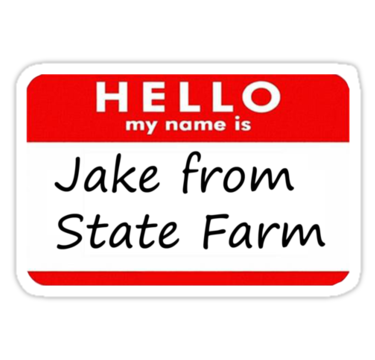 HELLO
my name is
Jake from
State Farm